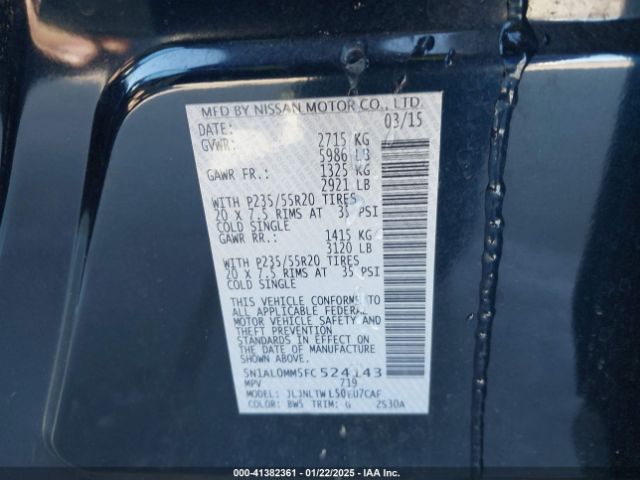 MFD BY NISSAN MOTOR CO., LTD.
DATE: 03/15
GVWR: 2715 KG
5986 LB
GAWR FR.: 1325 KG
2921 LB
WITH P235/55R20 TIRES
20 X 7.5 RIMS AT 35 PSI
COLD SINGLE
GAWR RR.: 1415 KG
3120 LB
WITH P235/55R20 TIRES
20 X 7.5 RIMS AT 35 PSI
COLD SINGLE
THIS VEHICLE CONFORMS TO
ALL APPLICABLE FEDERAL
MOTOR VEHICLE SAFETY AND
THEFT PREVENTION
STANDARDS IN EFFECT ON
THE DATE OF MANUFACTURE
SHOWN ABOVE.
5N1AL0MM5FC524143
MPV 719
MODEL: JLJNLTWL50EU7CAF
COLOR: BW5 TRIM: G 2S30A
000-41382361 - 01/22/2025 - IAA Inc.